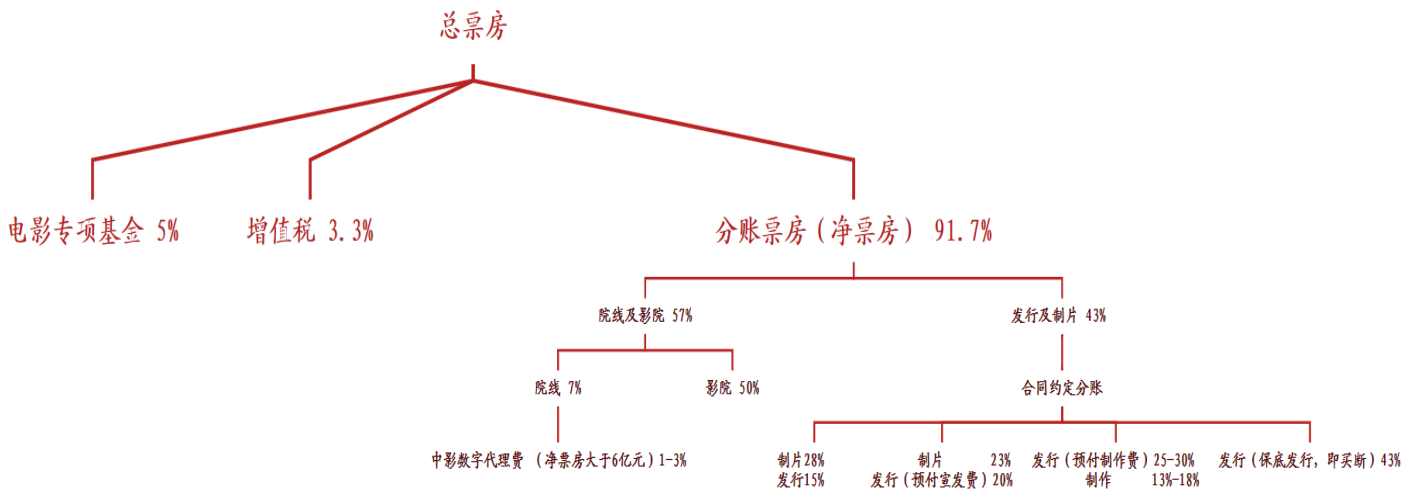 总票房
电影专项基金 5%
增值税 3.3%
分账票房（净票房） 91.7%
院线及影院 57%
发行及制片 43%
院线 7%
影院 50%
合同约定分账
中影数字代理费 （净票房大于6亿元）1-3%
制片28%
发行15%
制片 23%
发行（预付宣发费）20%
发行（预付制作费）25-30%
制作 13%-18%
发行（保底发行，即买断）43%